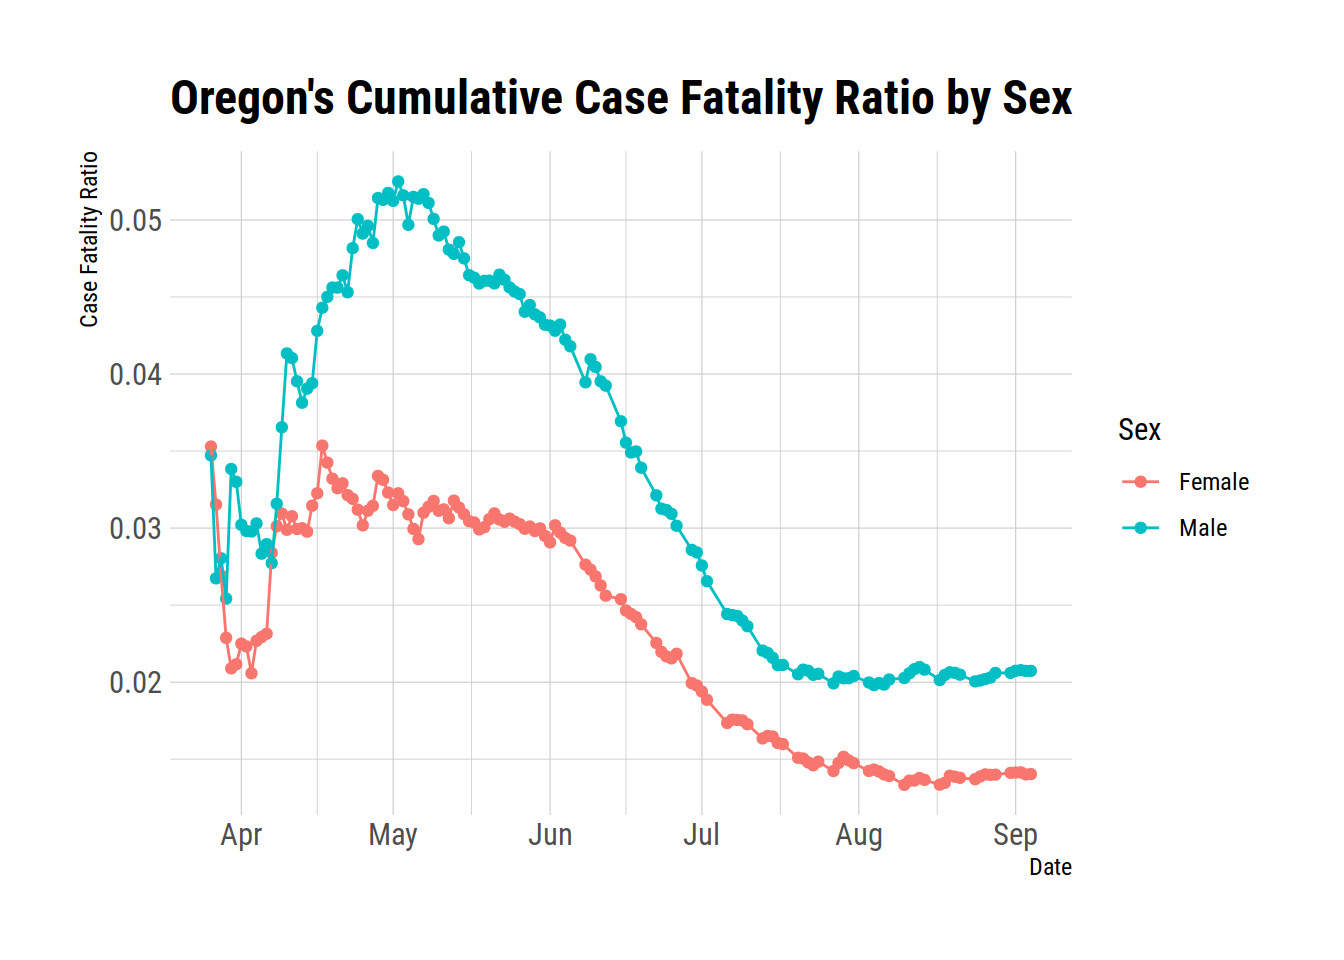 Oregon's Cumulative Case Fatality Ratio by Sex
Case Fatality Ratio
0.05
0.04
0.03
0.02
Apr May Jun Jul Aug Sep
Date
Sex
Female
Male